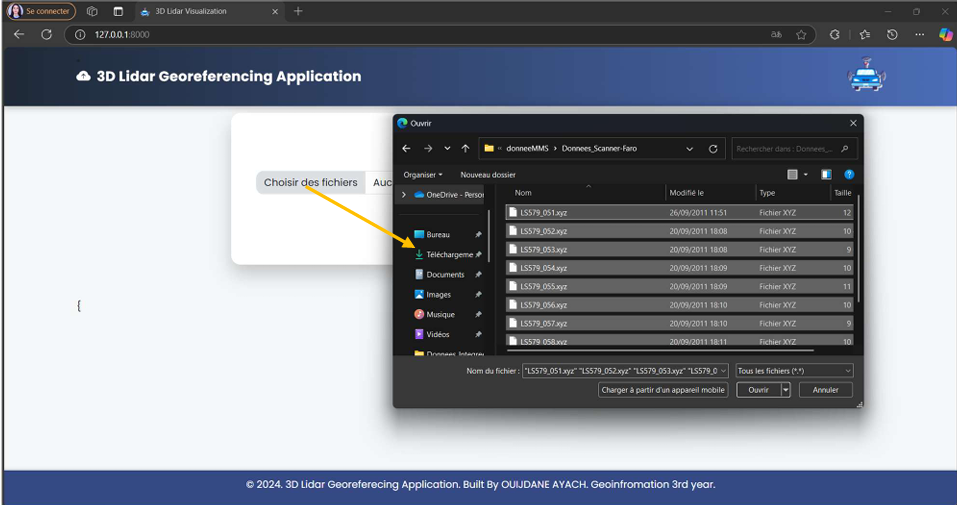 Se connecter
3D Lidar Visualization
127.0.0.1:8000
3D Lidar Georeferencing Application
Choisir des fichiers
Auc
Ouvrir
donneeMMS > Donnees_Scanner-Faro
Rechercher dans : Donnees_...
Organiser
Nouveau dossier
OneDrive - Person
Nom
Modifié le
Type
Taille
Bureau
Téléchargeme
Documents
Images
Musique
Vidéos
Donnees_Integree
LS579_051.xyz 26/09/2011 11:51 Fichier XYZ 12
LS579_052.xyz 20/09/2011 18:08 Fichier XYZ 10
LS579_053.xyz 20/09/2011 18:08 Fichier XYZ 9
LS579_054.xyz 20/09/2011 18:09 Fichier XYZ 10
LS579_055.xyz 20/09/2011 18:09 Fichier XYZ 11
LS579_056.xyz 20/09/2011 18:10 Fichier XYZ 10
LS579_057.xyz 20/09/2011 18:10 Fichier XYZ 9
LS579_058.xyz 20/09/2011 18:11 Fichier XYZ 10
Nom du fichier : "LS579_051.xyz" "LS579_052.xyz" "LS579_053.xyz" "LS579_0
Tous les fichiers (*.*)
Charger à partir d'un appareil mobile
Ouvrir
Annuler
{
© 2024. 3D Lidar Georeferecing Application. Built By OUIJDANE AYACH. Geoinfromation 3rd year.